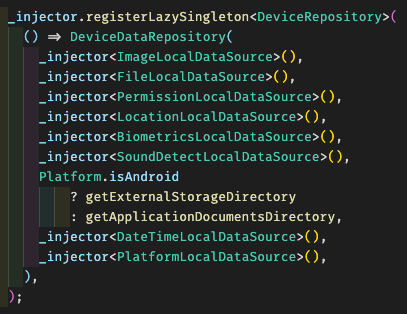 _injector.registerLazySingleton<DeviceRepository>(
() => DeviceDataRepository(
_injector<ImageLocalDataSource>(),
_injector<FileLocalDataSource>(),
_injector<PermissionLocalDataSource>(),
_injector<LocationLocalDataSource>(),
_injector<BiometricsLocalDataSource>(),
_injector<SoundDetectLocalDataSource>(),
Platform.isAndroid
? getExternalStorageDirectory
: getApplicationDocumentsDirectory,
_injector<DateTimeLocalDataSource>(),
_injector<PlatformLocalDataSource>(),
),
);